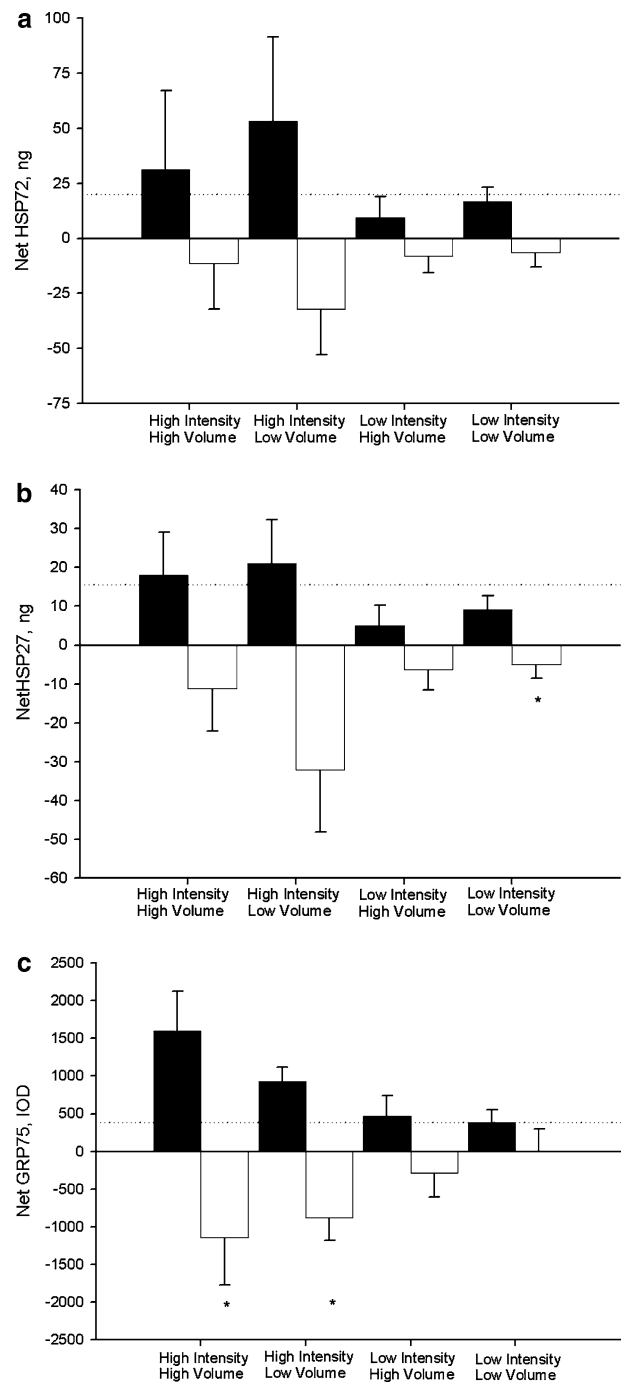 a
100
75
50
25
0
-25
-50
-75
Net HSP72, ng
High Intensity
High Volume
High Intensity
Low Volume
Low Intensity
High Volume
Low Intensity
Low Volume
b
40
30
20
10
0
-10
-20
-30
-40
-50
-60
NetHSP27, ng
*
High Intensity
High Volume
High Intensity
Low Volume
Low Intensity
High Volume
Low Intensity
Low Volume
c
2500
2000
1500
1000
500
0
-500
-1000
-1500
-2000
-2500
Net GRP75, IOD
*
*
High Intensity
High Volume
High Intensity
Low Volume
Low Intensity
High Volume
Low Intensity
Low Volume